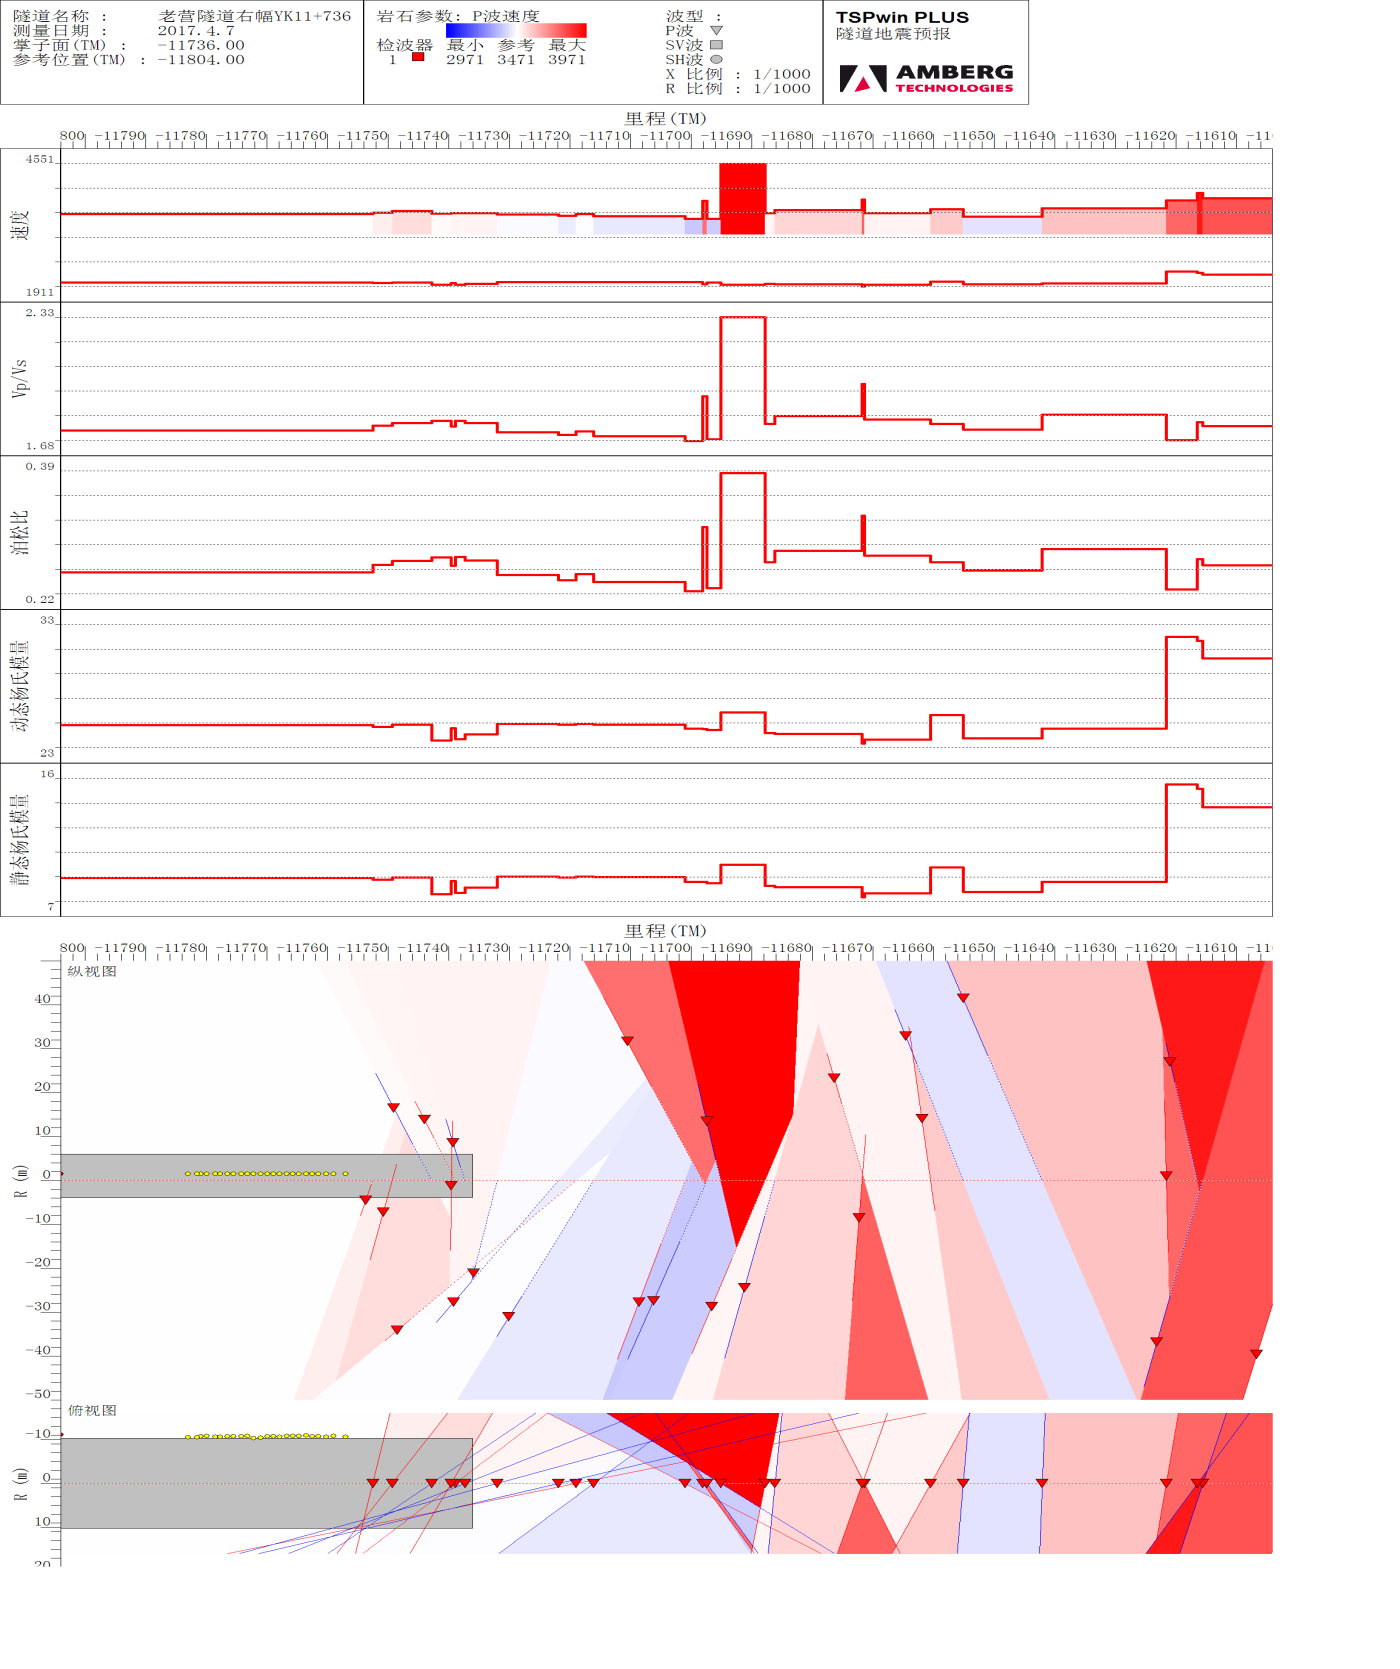 隧道名称 : 老营隧道右幅YK11+736
测量日期 : 2017.4.7
掌子面(TM) : -11736.00
参考位置(TM) : -11804.00
岩石参数: P波速度
检波器 最小 参考 最大
1 2971 3471 3971
波型 :
P波
SV波
SH波
X 比例 : 1/1000
R 比例 : 1/1000
TSPwin PLUS
隧道地震预报
AMBERG
TECHNOLOGIES
里程(TM)
800 -11790 -11780 -11770 -11760 -11750 -11740 -11730 -11720 -11710 -11700 -11690 -11680 -11670 -11660 -11650 -11640 -11630 -11620 -11610 -11
4551
速度
1911
2.33
Vp/Vs
1.68
0.39
泊松比
0.22
33
动态杨氏模量
23
16
静态杨氏模量
7
里程(TM)
800 -11790 -11780 -11770 -11760 -11750 -11740 -11730 -11720 -11710 -11700 -11690 -11680 -11670 -11660 -11650 -11640 -11630 -11620 -11610 -11
纵视图
40
30
20
10
0
R (m)
-10
-20
-30
-40
-50
俯视图
-10
0
R (m)
10
20